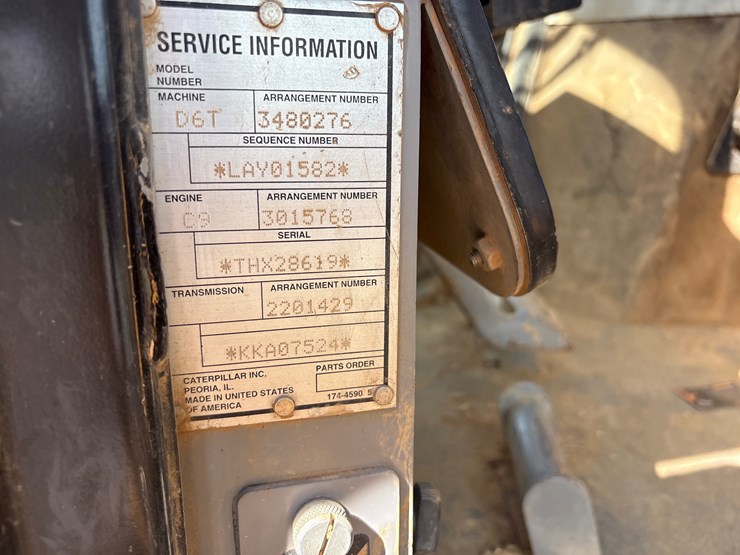 SERVICE INFORMATION
MODEL
NUMBER
MACHINE ARRANGEMENT NUMBER
D6T 3480276
SEQUENCE NUMBER
*LAY01582*
ENGINE ARRANGEMENT NUMBER
C9 3015768
SERIAL
*THX28619*
TRANSMISSION ARRANGEMENT NUMBER
2201429
*KKA07524*
CATERPILLAR INC. PARTS ORDER
PEORIA, IL.
MADE IN UNITED STATES
OF AMERICA 174-4590 5